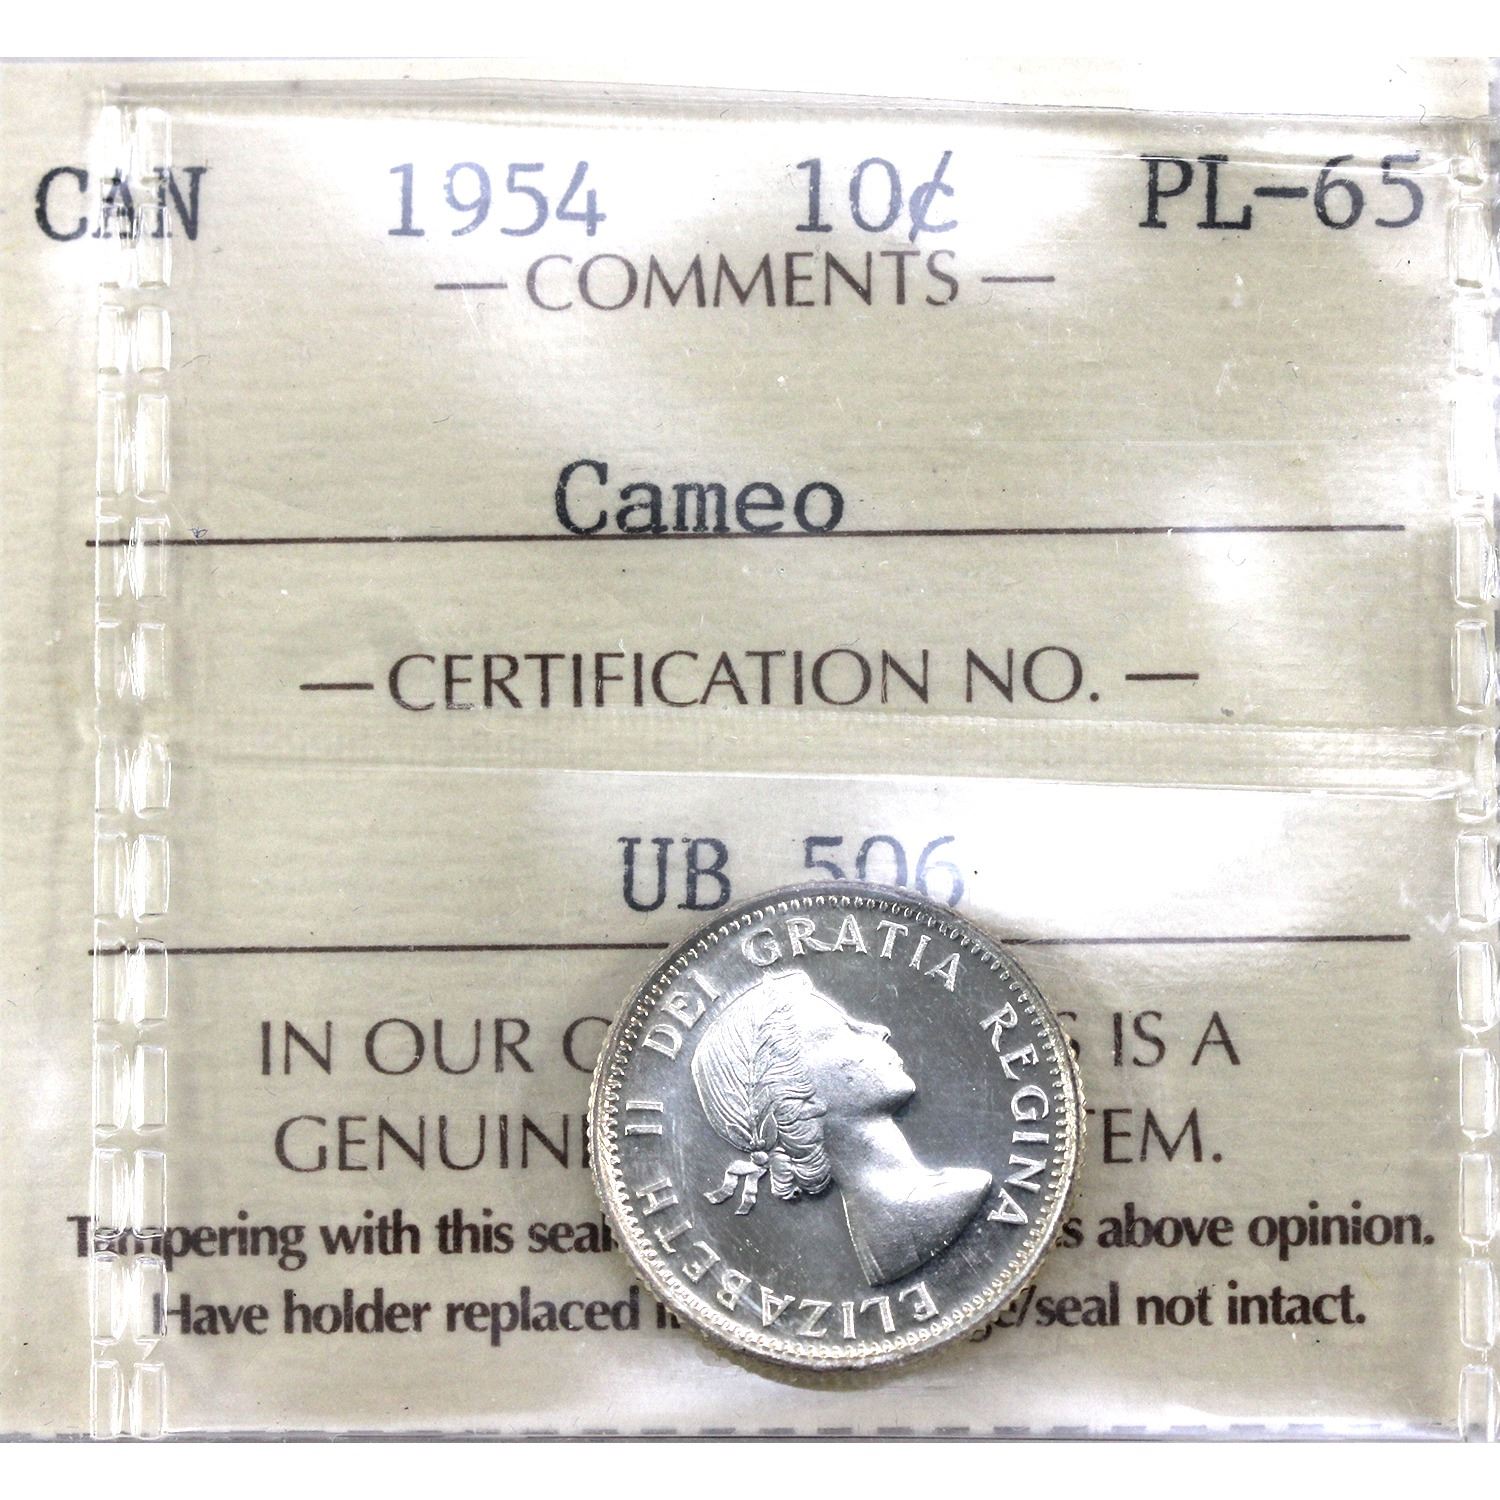 CAN 1954 10¢ PL-65
— COMMENTS —
Cameo
— CERTIFICATION NO. —
UB 506
IN OUR IS A
GENUINE
Tampering with this seal above opinion.
Have holder replaced /seal not intact.
ELIZABETH II DEI GRATIA REGINA